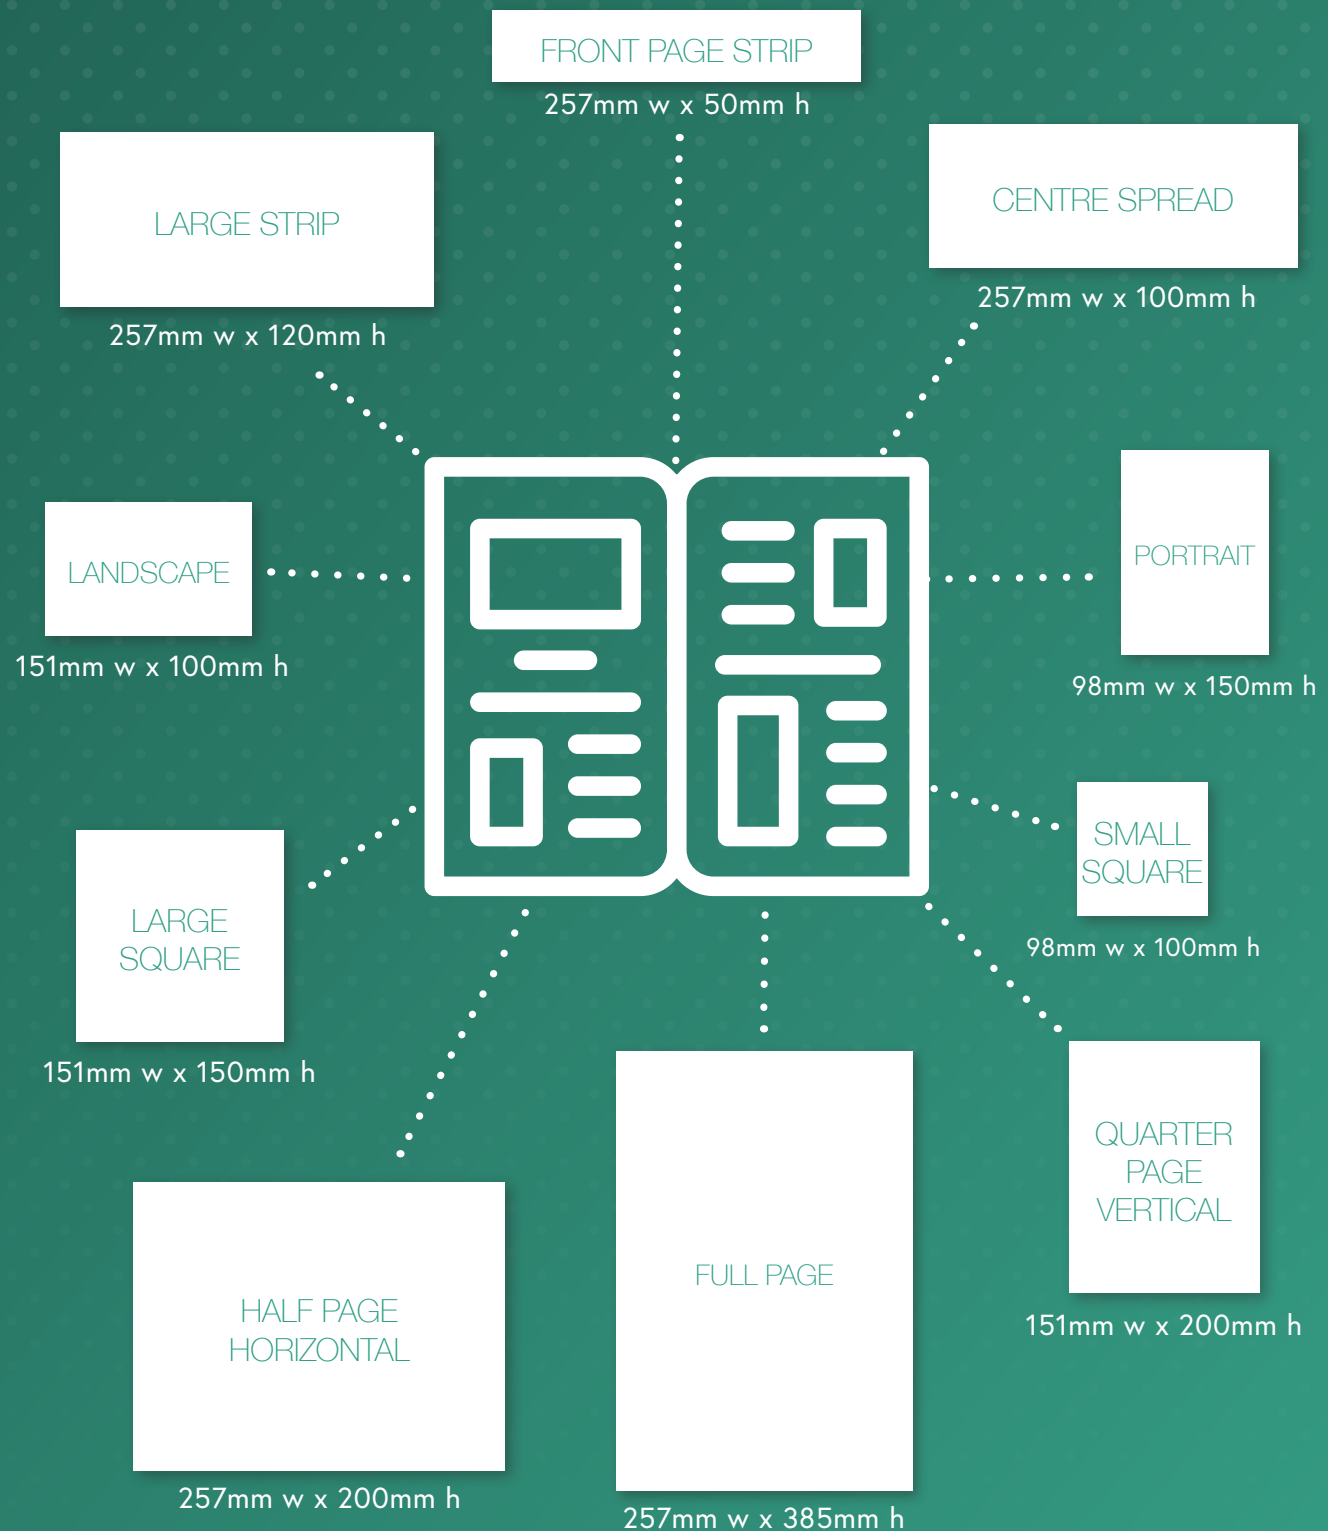 FRONT PAGE STRIP
257mm w x 50mm h
LARGE STRIP
257mm w x 120mm h
CENTRE SPREAD
257mm w x 100mm h
LANDSCAPE
151mm w x 100mm h
PORTRAIT
98mm w x 150mm h
SMALL
SQUARE
98mm w x 100mm h
LARGE
SQUARE
151mm w x 150mm h
QUARTER
PAGE
VERTICAL
151mm w x 200mm h
HALF PAGE
HORIZONTAL
257mm w x 200mm h
FULL PAGE
257mm w x 385mm h